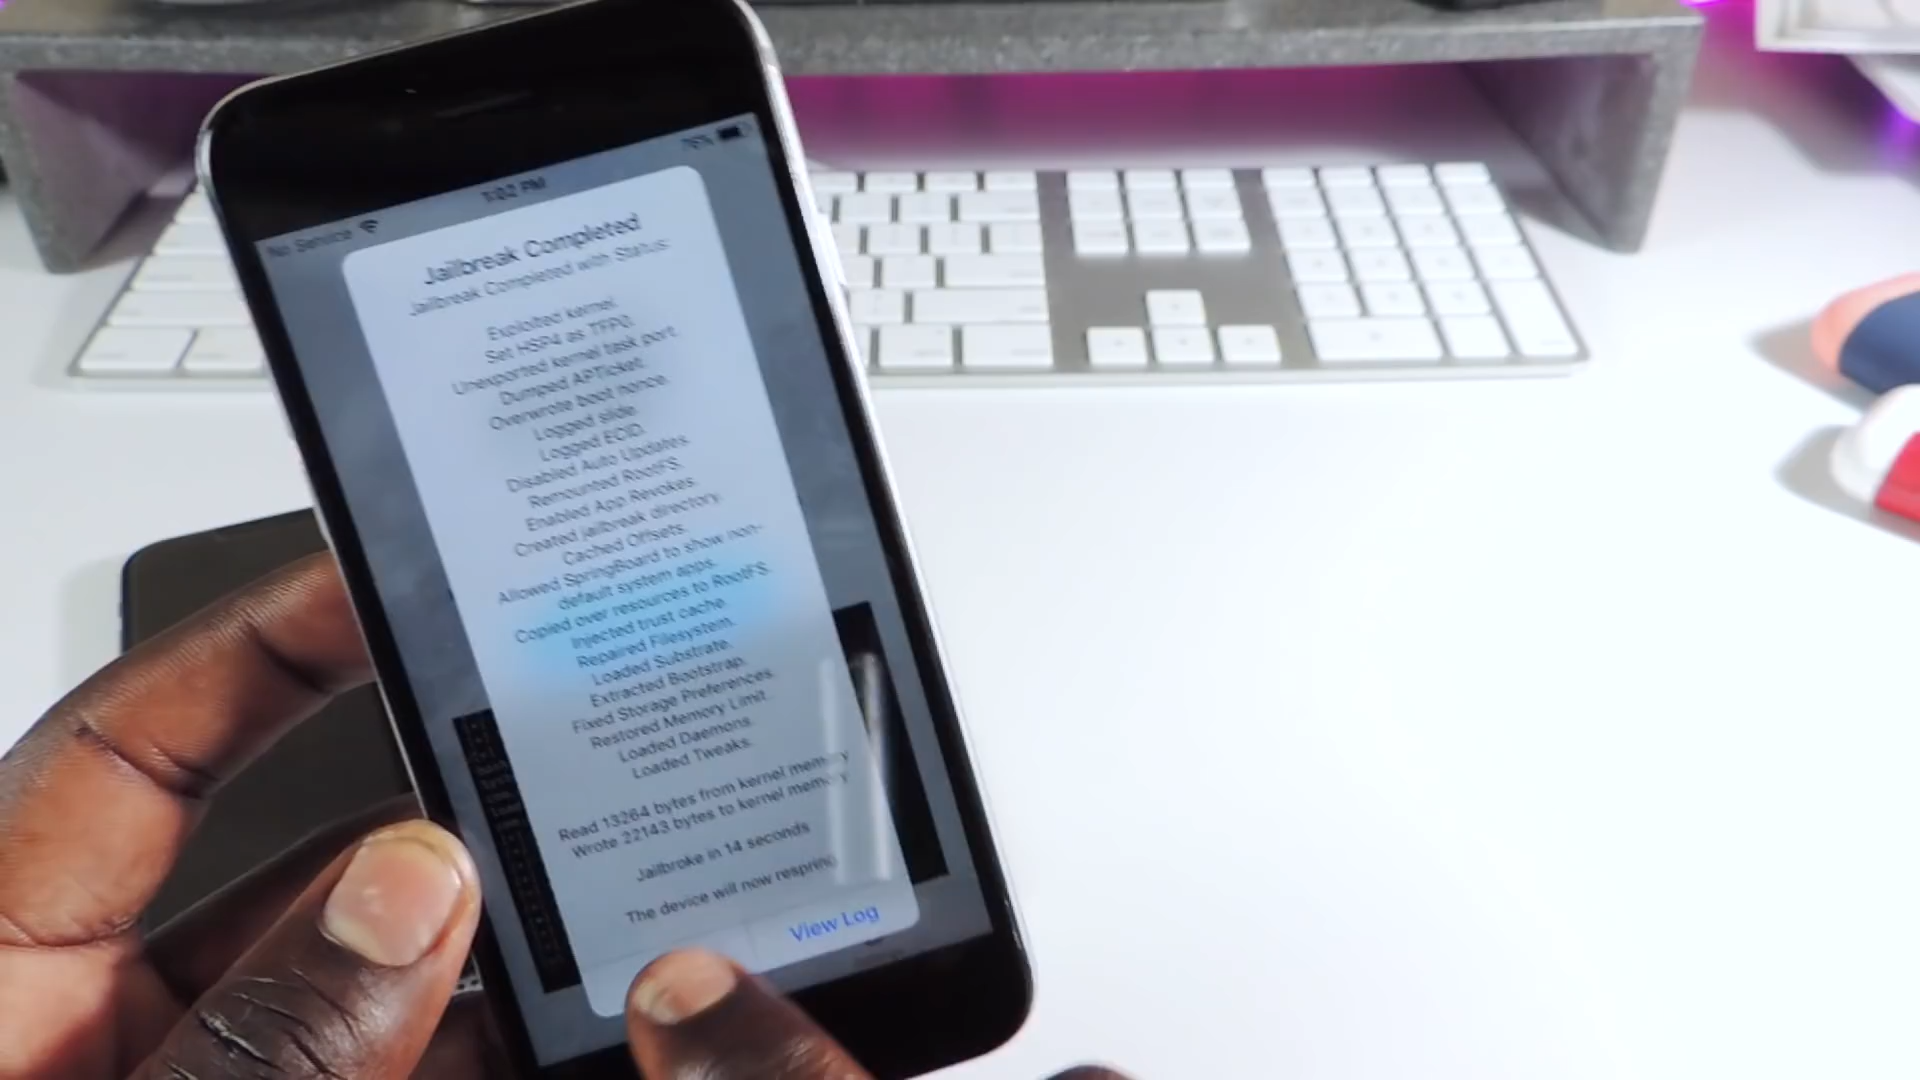 No Service
1:02 PM
76%
Jailbreak Completed
Jailbreak Completed with Status:
Exploited kernel.
Set HSP4 as TFP0.
Unexported kernel task port.
Dumped APTicket.
Overwrote boot nonce.
Logged slide.
Logged ECID.
Disabled Auto Updates.
Remounted RootFS.
Enabled App Revokes.
Created jailbreak directory.
Cached Offsets.
Allowed SpringBoard to show non-
default system apps.
Copied over resources to RootFS.
Injected trust cache.
Repaired Filesystem.
Loaded Substrate.
Extracted Bootstrap.
Fixed Storage Preferences.
Restored Memory Limit.
Loaded Daemons.
Loaded Tweaks.
Read 13264 bytes from kernel memory
Wrote 22143 bytes to kernel memory
Jailbroke in 14 seconds
The device will now respring
View Log